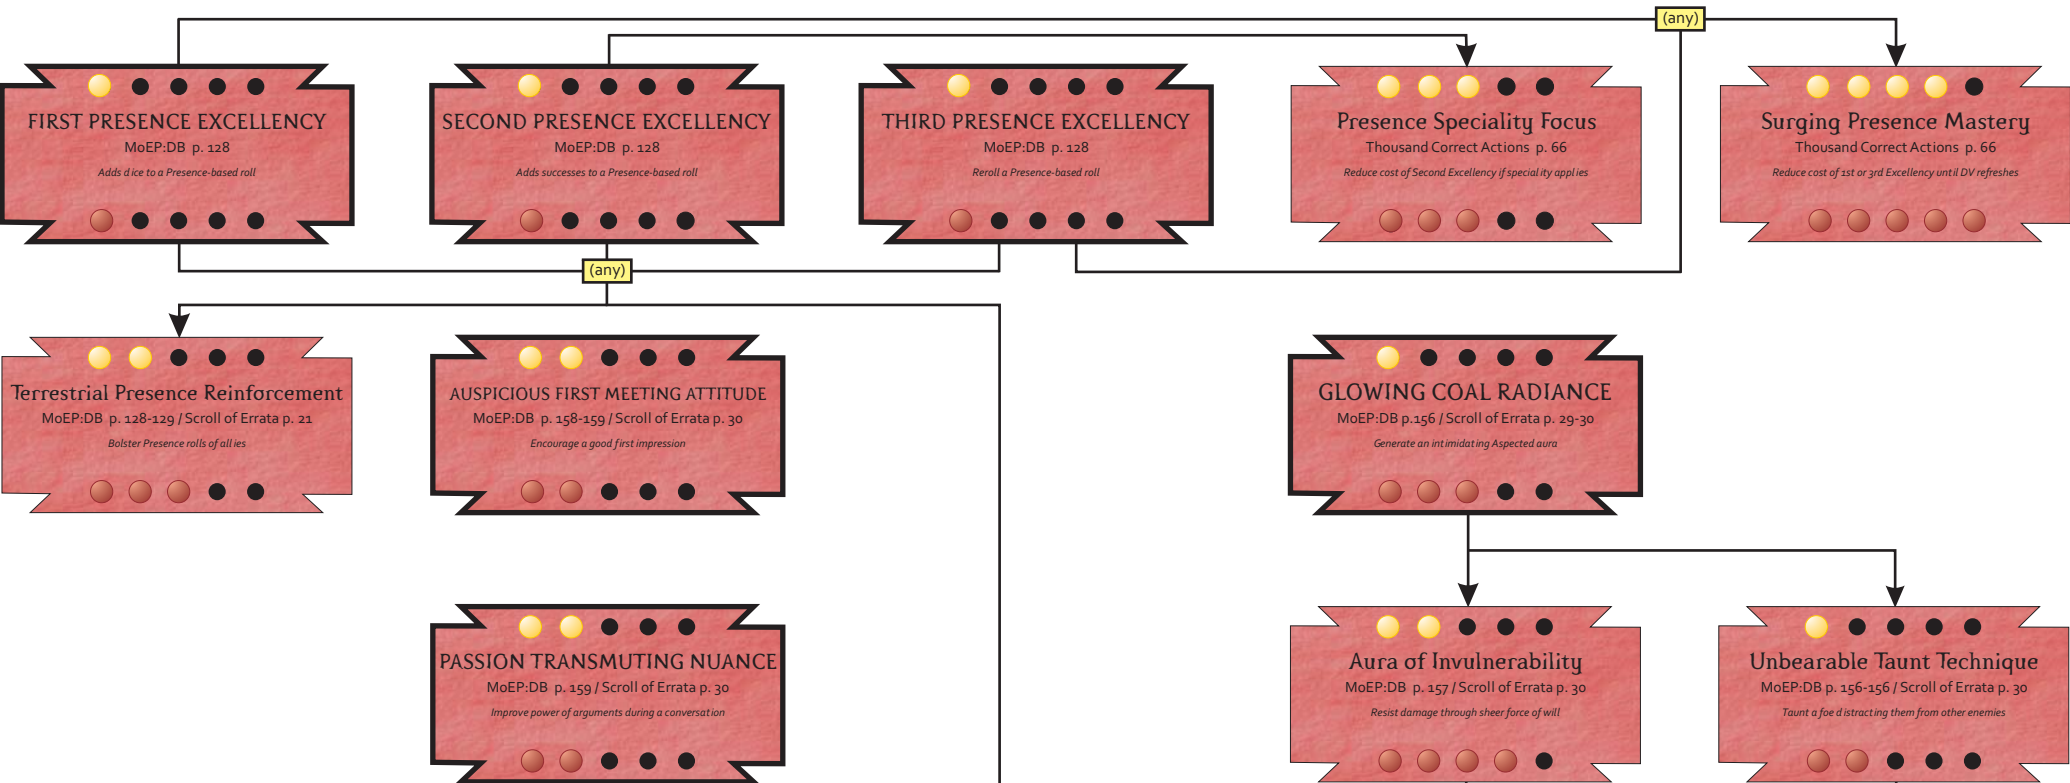 (any)
FIRST PRESENCE EXCELLENCY
MoEP:DB p. 128
Adds dice to a Presence-based roll
SECOND PRESENCE EXCELLENCY
MoEP:DB p. 128
Adds successes to a Presence-based roll
THIRD PRESENCE EXCELLENCY
MoEP:DB p. 128
Reroll a Presence-based roll
Presence Speciality Focus
Thousand Correct Actions p. 66
Reduce cost of Second Excellency if speciality applies
Surging Presence Mastery
Thousand Correct Actions p. 66
Reduce cost of 1st or 3rd Excellency until DV refreshes
(any)
Terrestrial Presence Reinforcement
MoEP:DB p. 128-129 / Scroll of Errata p. 21
Bolster Presence rolls of allies
AUSPICIOUS FIRST MEETING ATTITUDE
MoEP:DB p. 158-159 / Scroll of Errata p. 30
Encourage a good first impression
GLOWING COAL RADIANCE
MoEP:DB p.156 / Scroll of Errata p. 29-30
Generate an intimidating Aspected aura
PASSION TRANSMUTING NUANCE
MoEP:DB p. 159 / Scroll of Errata p. 30
Improve power of arguments during a conversation
Aura of Invulnerability
MoEP:DB p. 157 / Scroll of Errata p. 30
Resist damage through sheer force of will
Unbearable Taunt Technique
MoEP:DB p. 156-156 / Scroll of Errata p. 30
Taunt a foe distracting them from other enemies